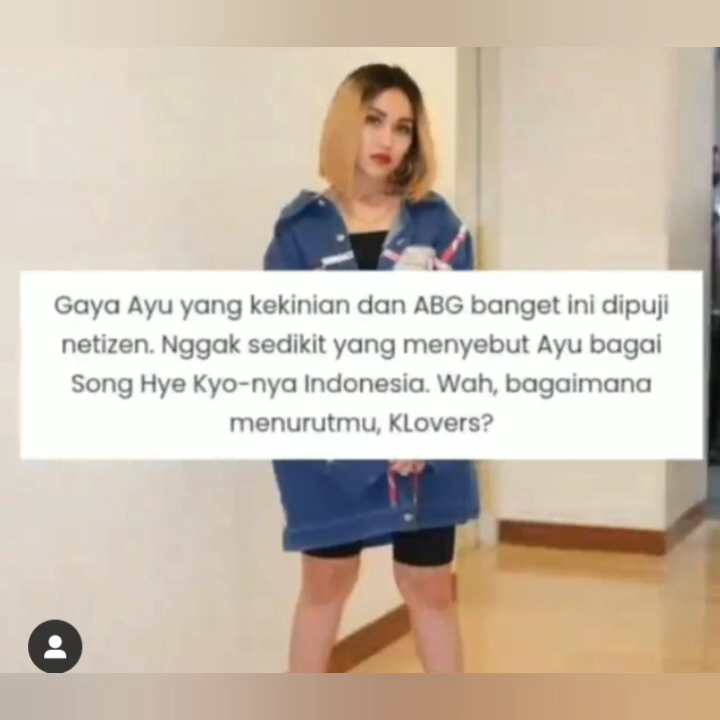 Gaya Ayu yang kekinian dan ABG banget ini dipuji
netizen. Nggak sedikit yang menyebut Ayu bagai
Song Hye Kyo-nya Indonesia. Wah, bagaimana
menurutmu, KLovers?